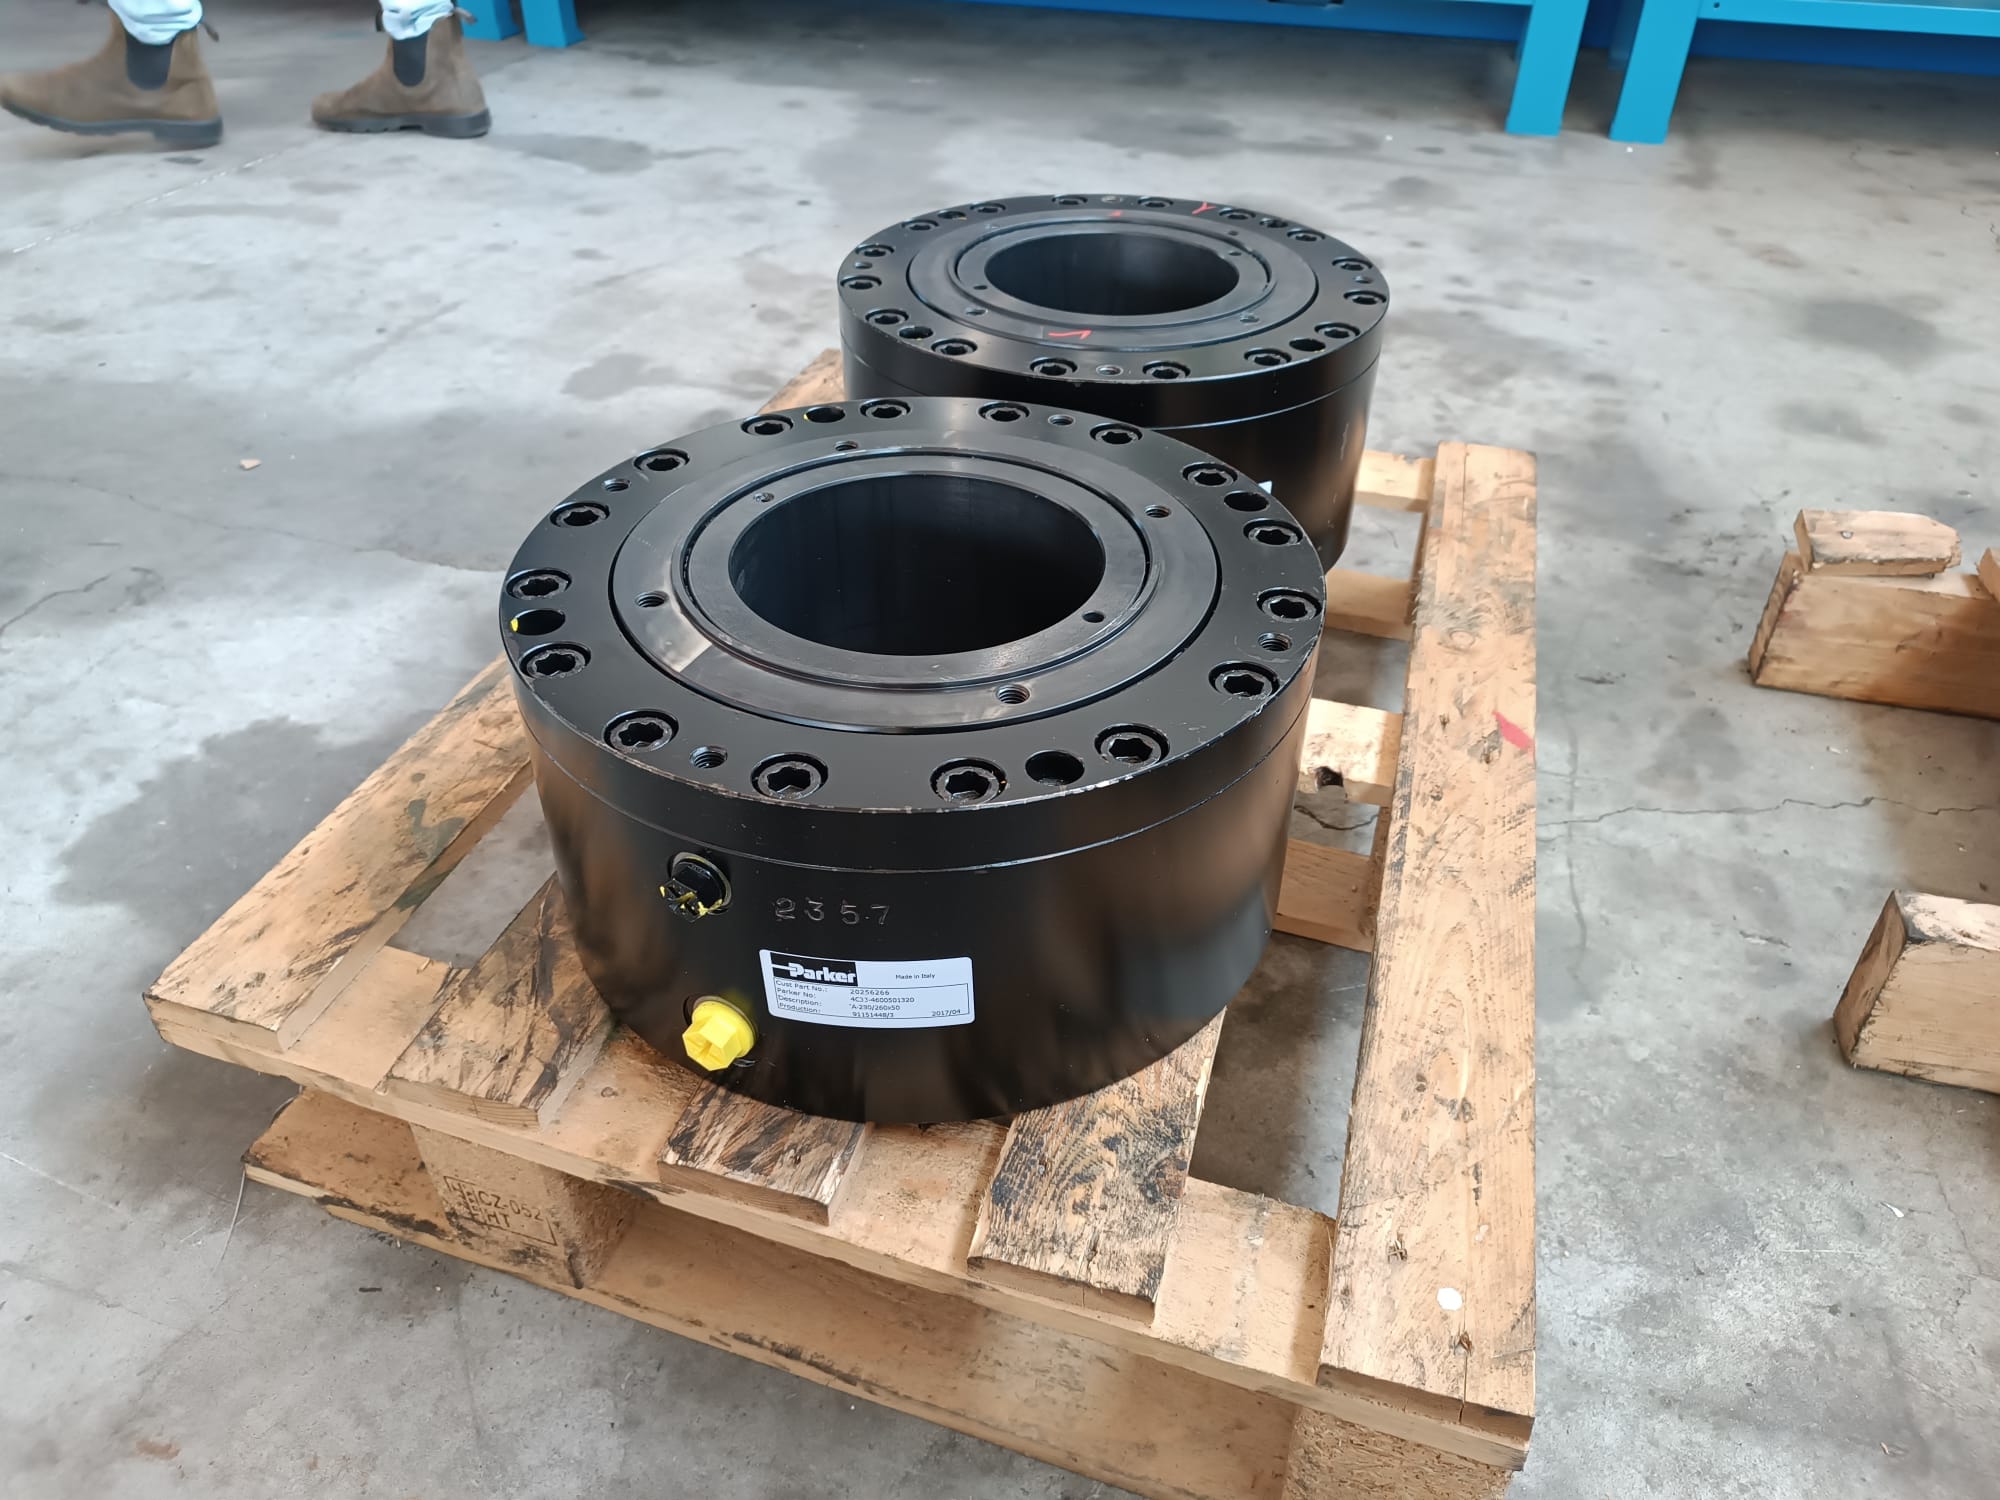 2357
Parker Made in Italy
Cust Part No.: 20256266
Parker No: 4C33-4600501320
Description: "A-290/260x50
Production: 91151448/3 2017/04
CZ-052
HT